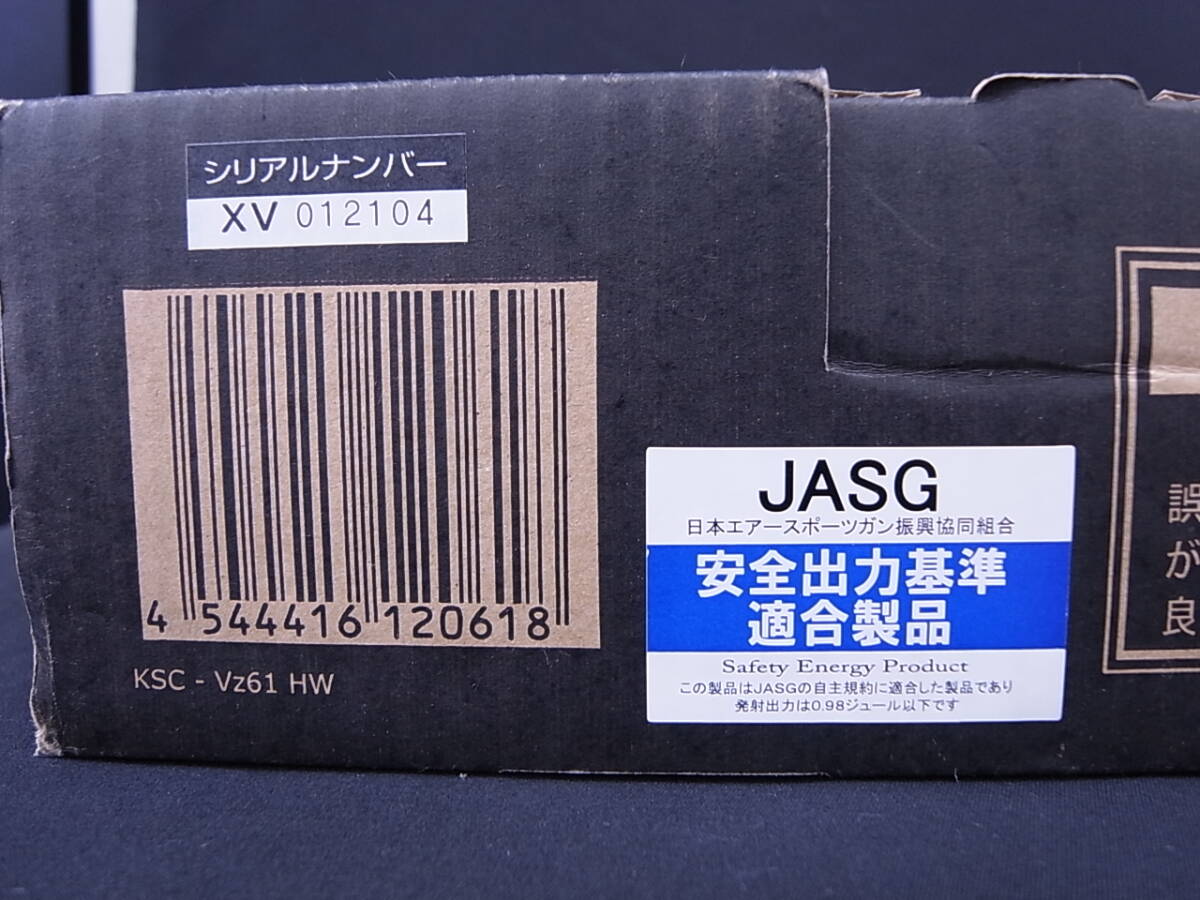 シリアルナンバー
XV 012104
4 544416 120618
KSC - Vz61 HW
JASG
日本エアースポーツガン振興協同組合
安全出力基準
適合製品
Safety Energy Product
この製品はJASGの自主規約に適合した製品であり
発射出力は0.98ジュール以下です
誤
が
良